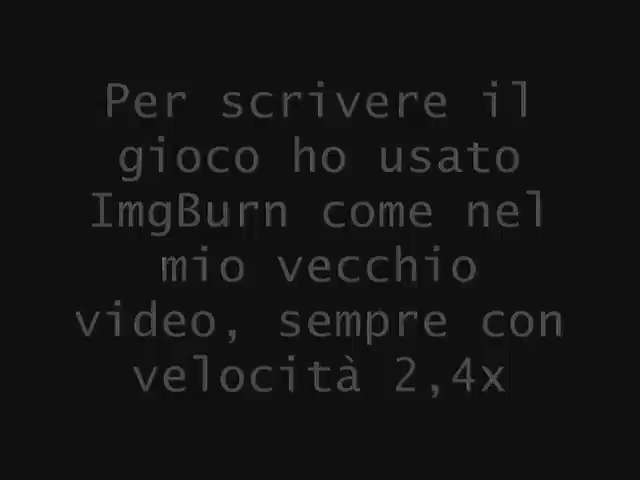 Per scrivere il
gioco ho usato
ImgBurn come nel
mio vecchio
video, sempre con
velocità 2,4x